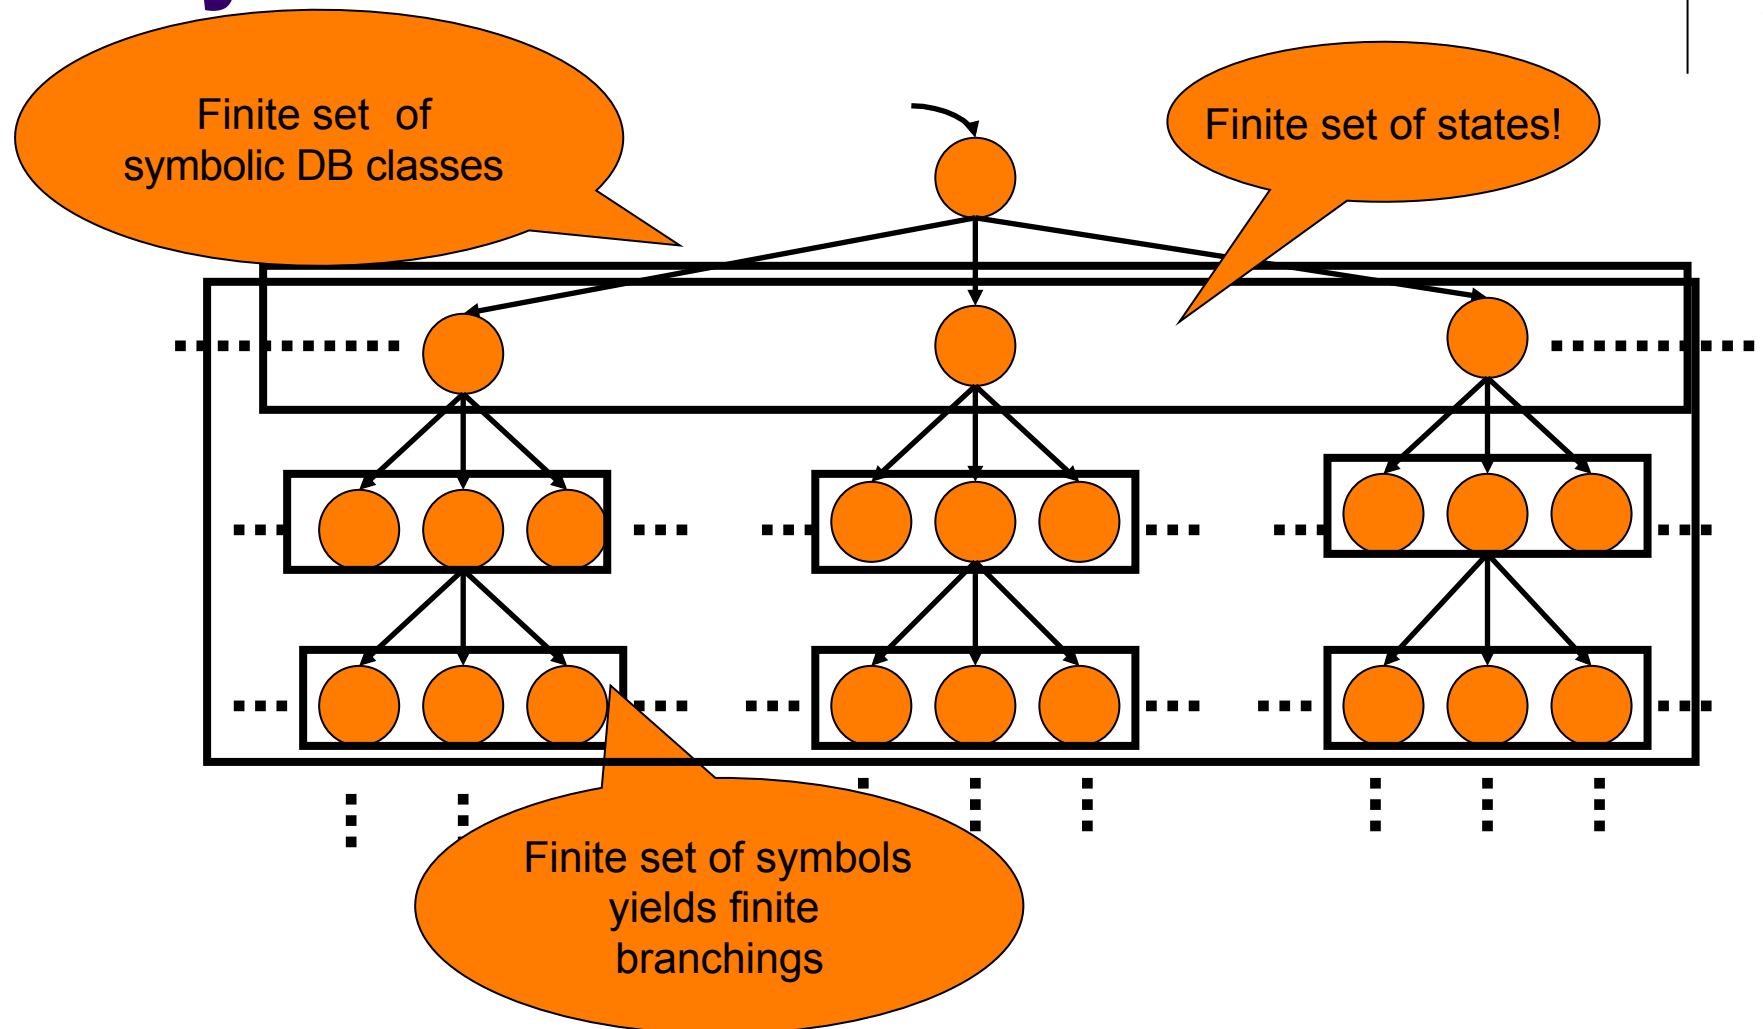 Finite set of
symbolic DB classes
Finite set of states!
Finite set of symbols
yields finite
branchings